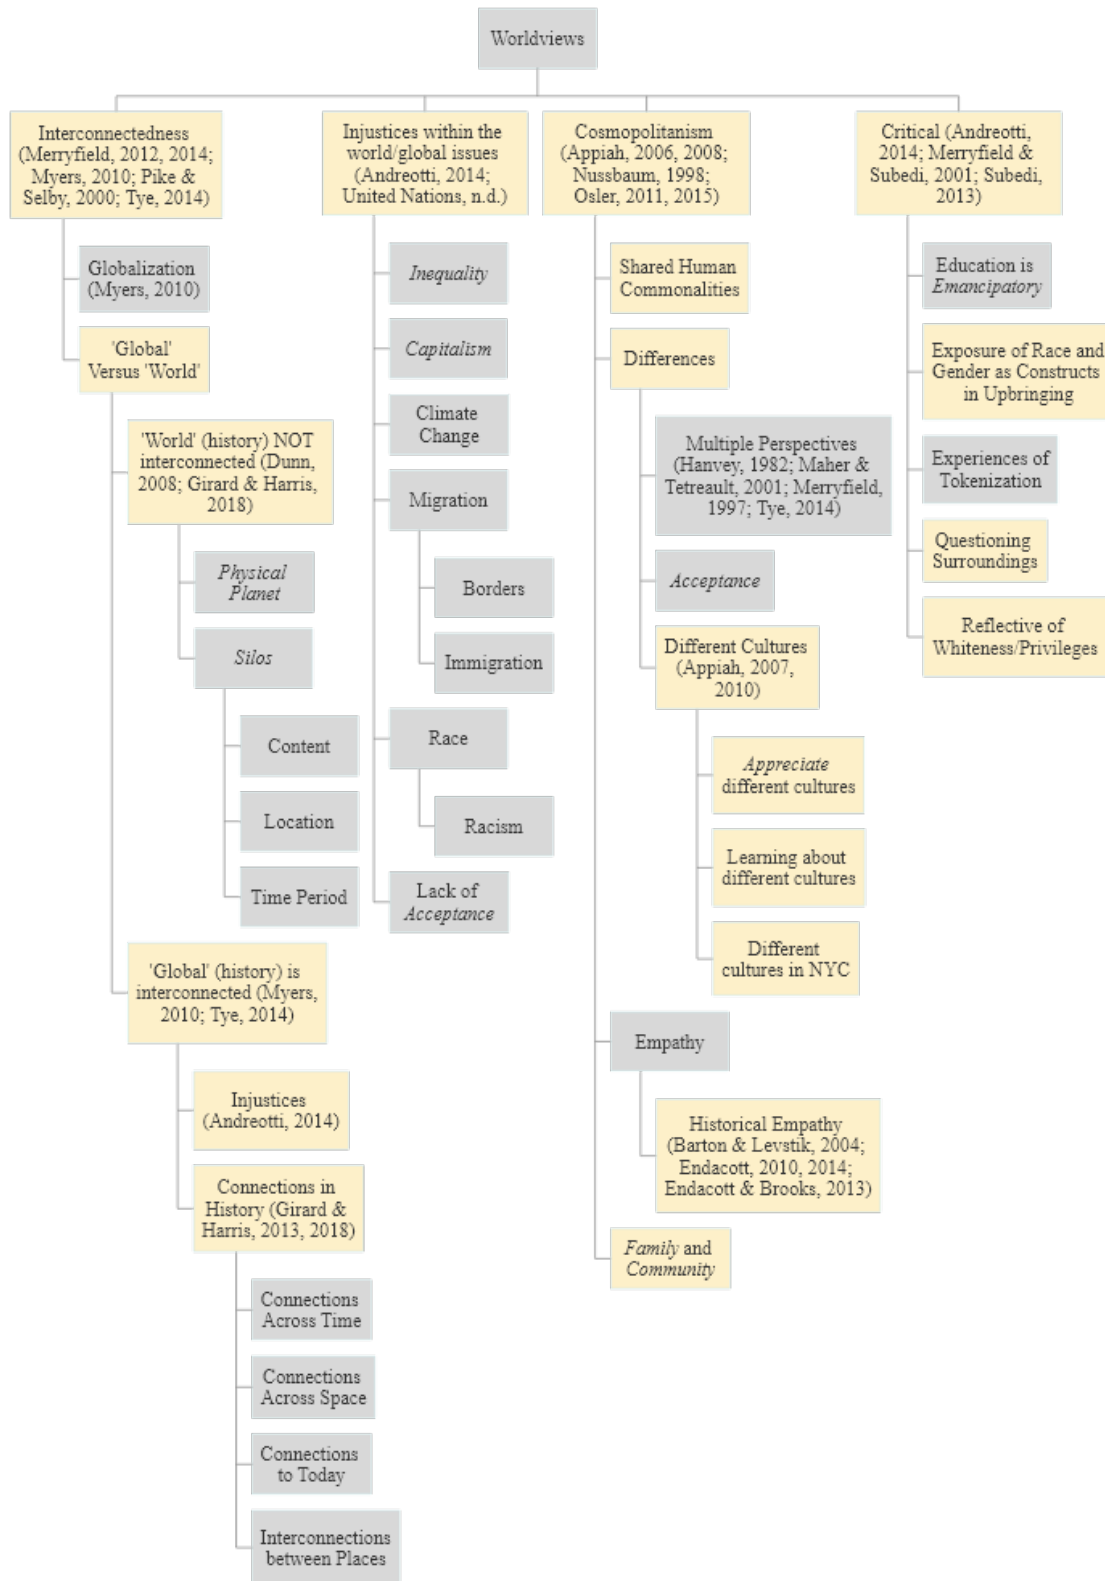 Worldviews
Interconnectedness
(Merryfield, 2012, 2014;
Myers, 2010; Pike &
Selby, 2000; Tye, 2014)
Globalization
(Myers, 2010)
'Global'
Versus 'World'
'World' (history) NOT
interconnected (Dunn,
2008; Girard & Harris,
2018)
Physical
Planet
Silos
Content
Location
Time Period
'Global' (history) is
interconnected (Myers,
2010; Tye, 2014)
Injustices
(Andreotti, 2014)
Connections in
History (Girard &
Harris, 2013, 2018)
Connections
Across Time
Connections
Across Space
Connections
to Today
Interconnections
between Places
Injustices within the
world/global issues
(Andreotti, 2014;
United Nations, n.d.)
Inequality
Capitalism
Climate
Change
Migration
Borders
Immigration
Race
Racism
Lack of
Acceptance
Cosmopolitanism
(Appiah, 2006, 2008;
Nussbaum, 1998;
Osler, 2011, 2015)
Shared Human
Commonalities
Differences
Multiple Perspectives
(Hanvey, 1982; Maher &
Tetreault, 2001; Merryfield,
1997; Tye, 2014)
Acceptance
Different Cultures
(Appiah, 2007,
2010)
Appreciate
different cultures
Learning about
different cultures
Different
cultures in NYC
Empathy
Historical Empathy
(Barton & Levstik, 2004;
Endacott, 2010, 2014;
Endacott & Brooks, 2013)
Family and
Community
Critical (Andreotti,
2014; Merryfield &
Subedi, 2001; Subedi,
2013)
Education is
Emancipatory
Exposure of Race and
Gender as Constructs
in Upbringing
Experiences of
Tokenization
Questioning
Surroundings
Reflective of
Whiteness/Privileges